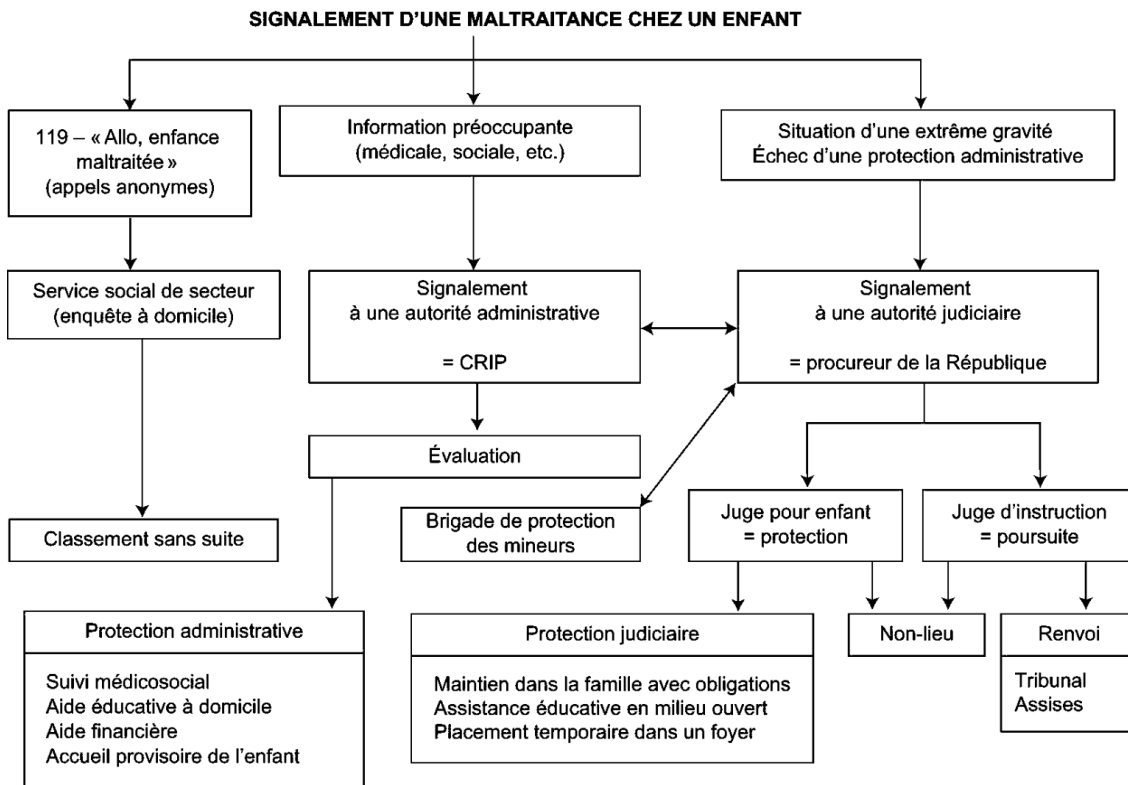 SIGNALEMENT D’UNE MALTRAITANCE CHEZ UN ENFANT
119 – « Allo, enfance
maltraitée »
(appels anonymes)
Information préoccupante
(médicale, sociale, etc.)
Situation d’une extrême gravité
Échec d’une protection administrative
Service social de secteur
(enquête à domicile)
Signalement
à une autorité administrative
= CRIP
Signalement
à une autorité judiciaire
= procureur de la République
Évaluation
Classement sans suite
Brigade de protection
des mineurs
Juge pour enfant
= protection
Juge d’instruction
= poursuite
Protection administrative
Suivi médicosocial
Aide éducative à domicile
Aide financière
Accueil provisoire de l’enfant
Protection judiciaire
Maintien dans la famille avec obligations
Assistance éducative en milieu ouvert
Placement temporaire dans un foyer
Non-lieu
Renvoi
Tribunal
Assises